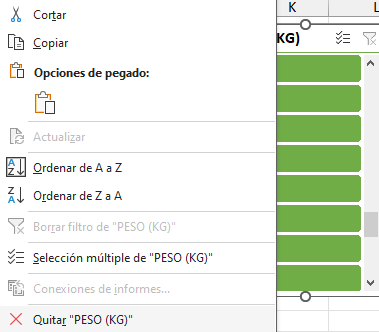 Cortar
Copiar
Opciones de pegado:
Actualizar
Ordenar de A a Z
Ordenar de Z a A
Borrar filtro de "PESO (KG)"
Selección múltiple de "PESO (KG)"
Conexiones de informes...
Quitar "PESO (KG)"
K
L
KG)